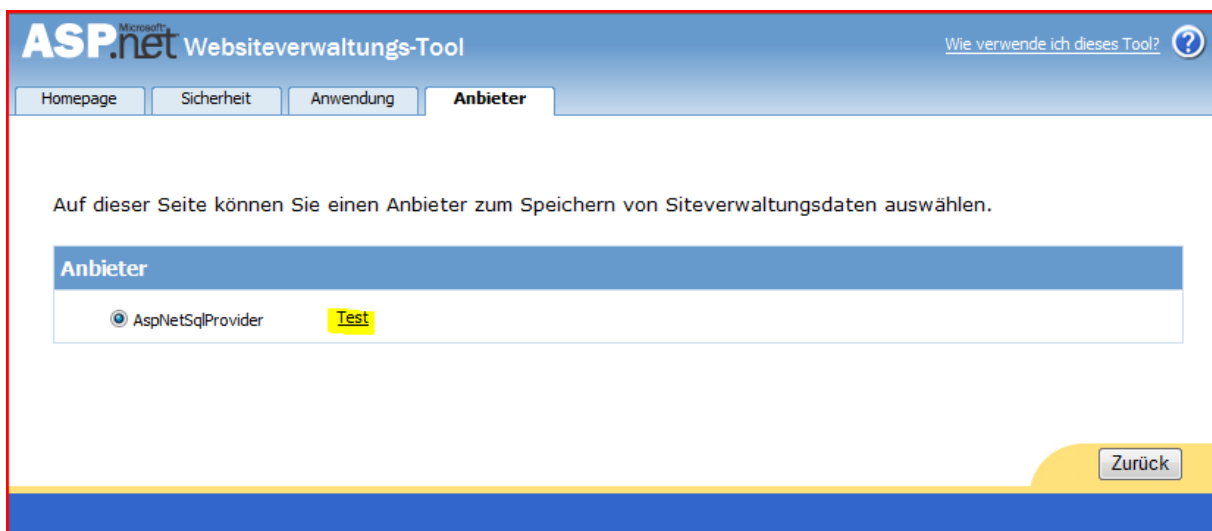 Microsoft
ASP.net Websiteverwaltungs-Tool
Wie verwende ich dieses Tool? ?
Homepage Sicherheit Anwendung Anbieter
Auf dieser Seite können Sie einen Anbieter zum Speichern von Siteverwaltungsdaten auswählen.
Anbieter
AspNetSqlProvider Test
Zurück